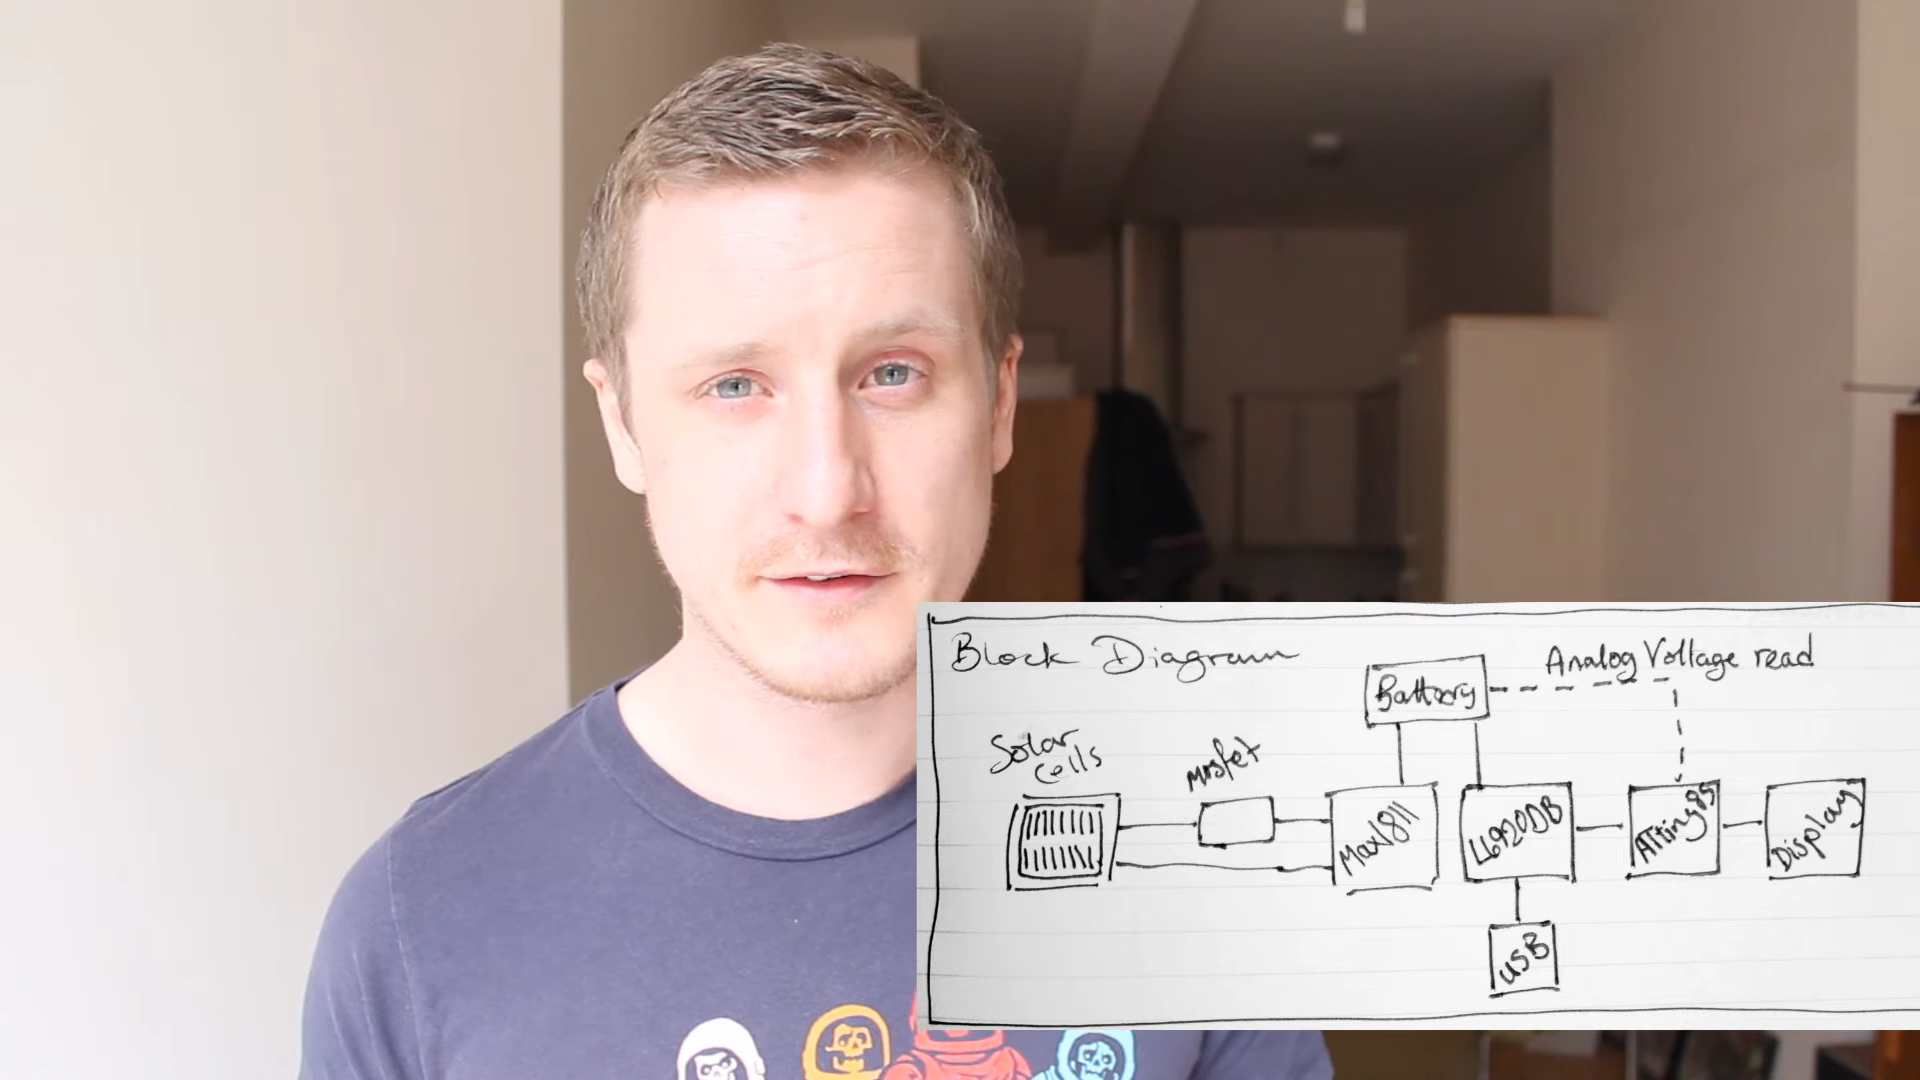 Block Diagram
Analog Voltage read
Battery
Solar
Cells
Mosfet
Max1811
L6920DB
ATtiny85
Display
USB